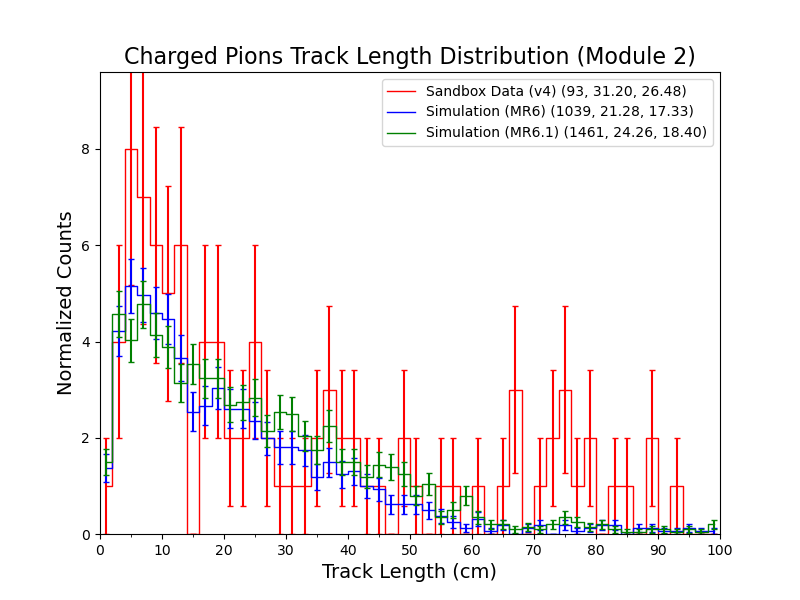 Charged Pions Track Length Distribution (Module 2)
Sandbox Data (v4) (93, 31.20, 26.48)
Simulation (MR6) (1039, 21.28, 17.33)
Simulation (MR6.1) (1461, 24.26, 18.40)
Normalized Counts
8
6
4
2
0
0 10 20 30 40 50 60 70 80 90 100
Track Length (cm)